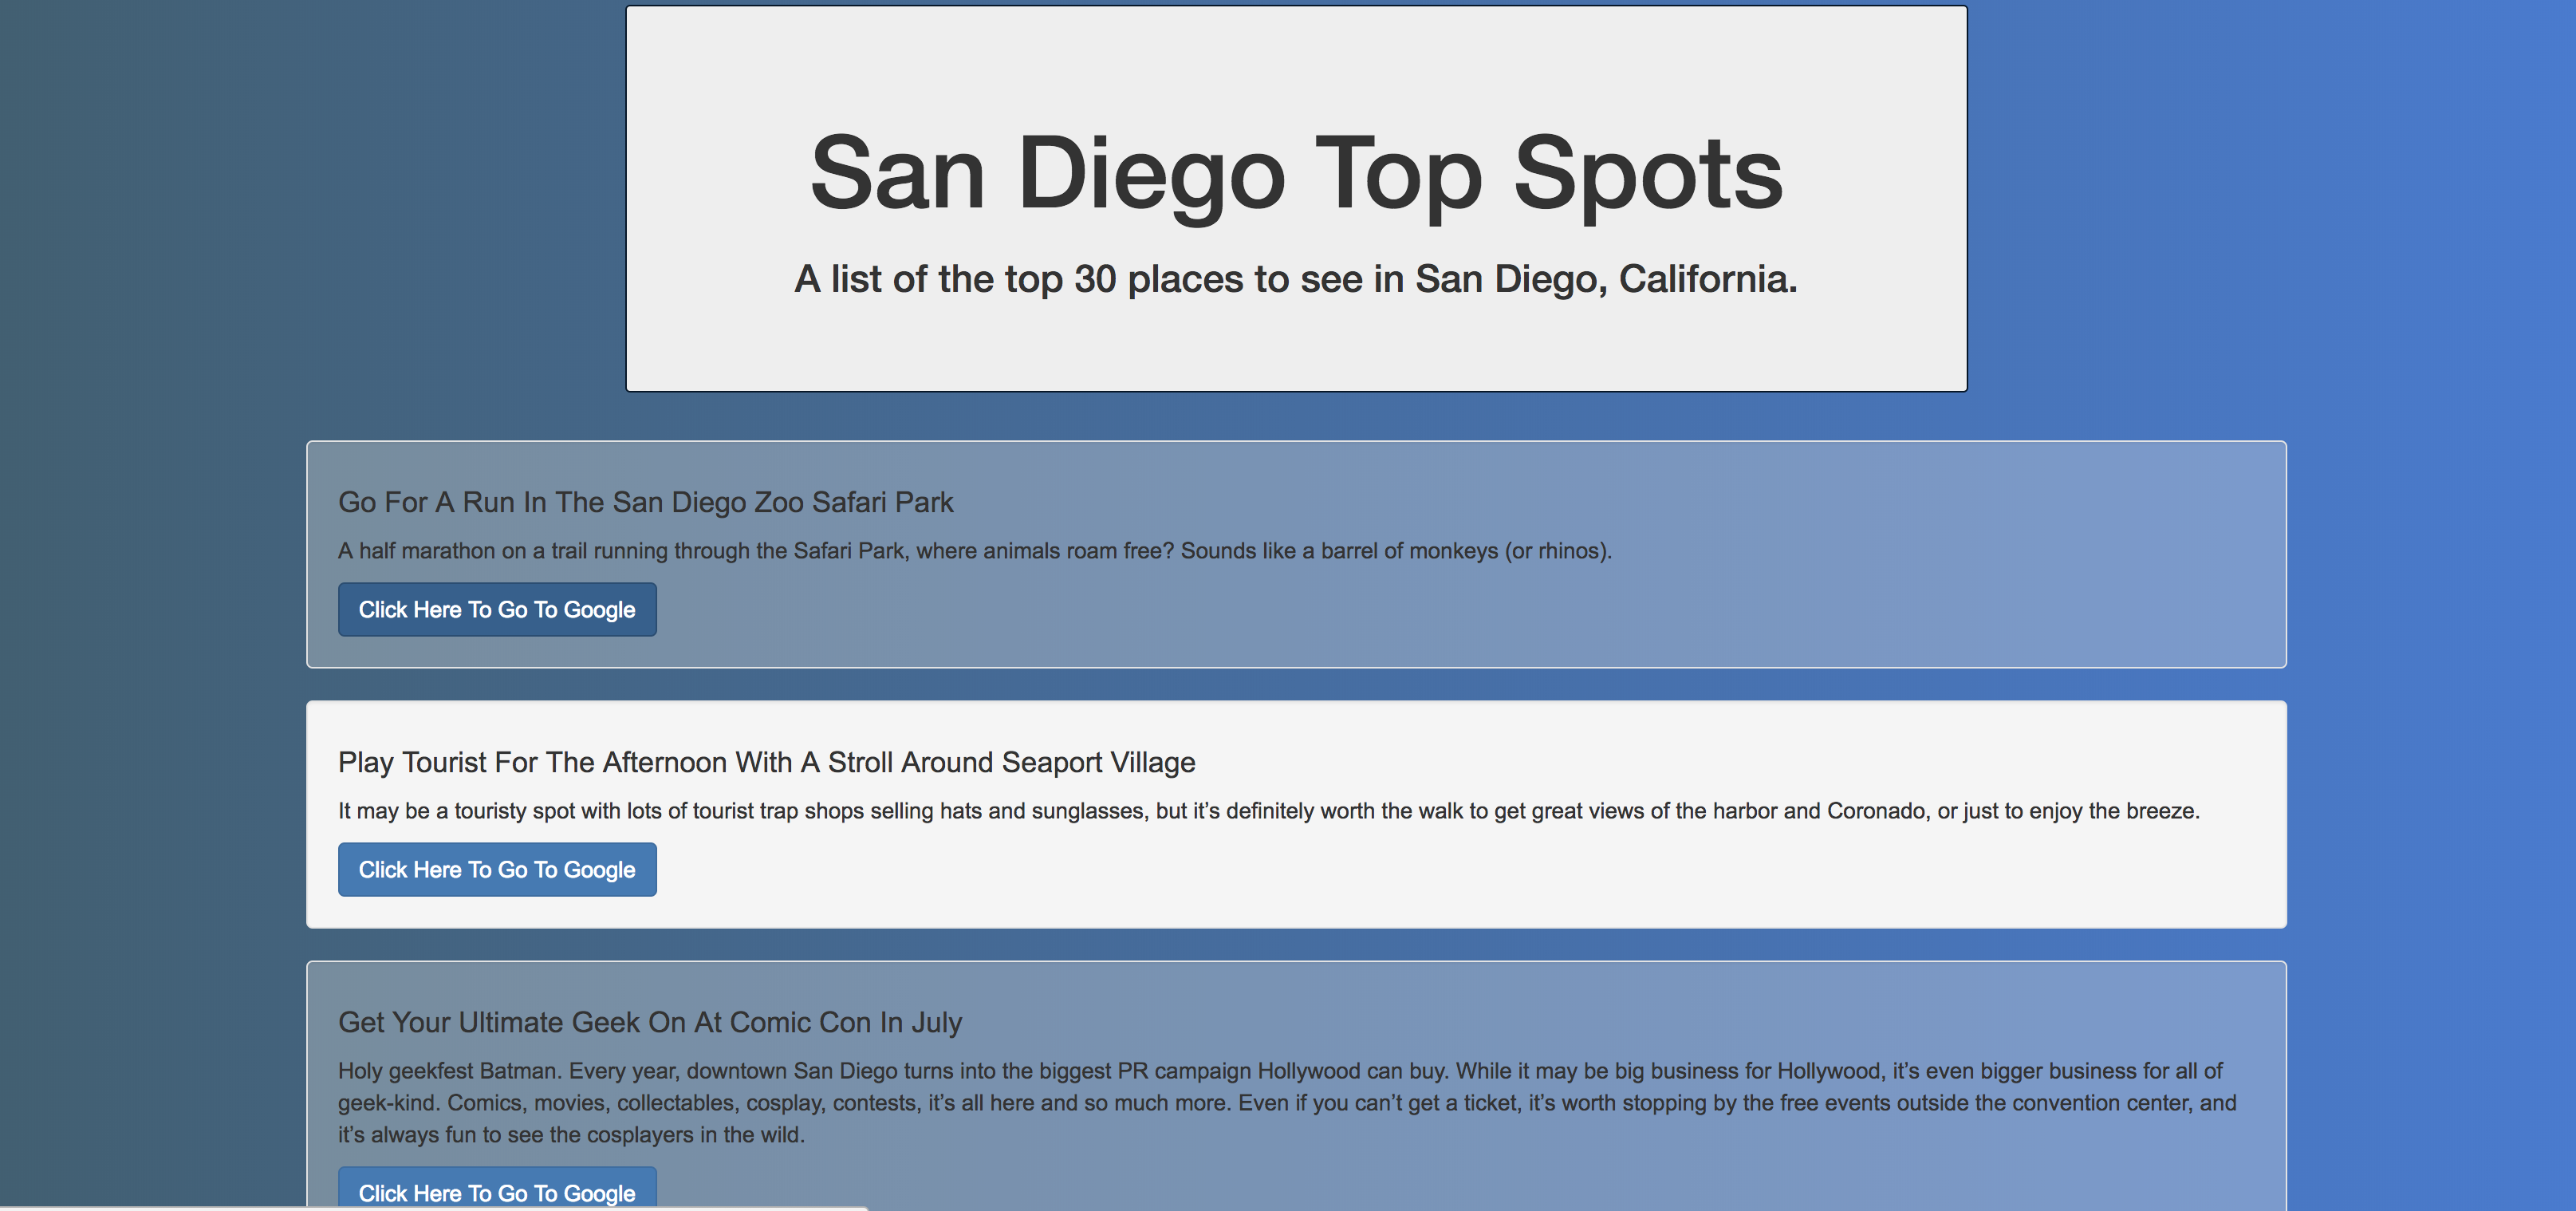 San Diego Top Spots
A list of the top 30 places to see in San Diego, California.
Go For A Run In The San Diego Zoo Safari Park
A half marathon on a trail running through the Safari Park, where animals roam free? Sounds like a barrel of monkeys (or rhinos).
Click Here To Go To Google
Play Tourist For The Afternoon With A Stroll Around Seaport Village
It may be a touristy spot with lots of tourist trap shops selling hats and sunglasses, but it’s definitely worth the walk to get great views of the harbor and Coronado, or just to enjoy the breeze.
Click Here To Go To Google
Get Your Ultimate Geek On At Comic Con In July
Holy geekfest Batman. Every year, downtown San Diego turns into the biggest PR campaign Hollywood can buy. While it may be big business for Hollywood, it’s even bigger business for all of
geek-kind. Comics, movies, collectables, cosplay, contests, it’s all here and so much more. Even if you can’t get a ticket, it’s worth stopping by the free events outside the convention center, and
it’s always fun to see the cosplayers in the wild.
Click Here To Go To Google